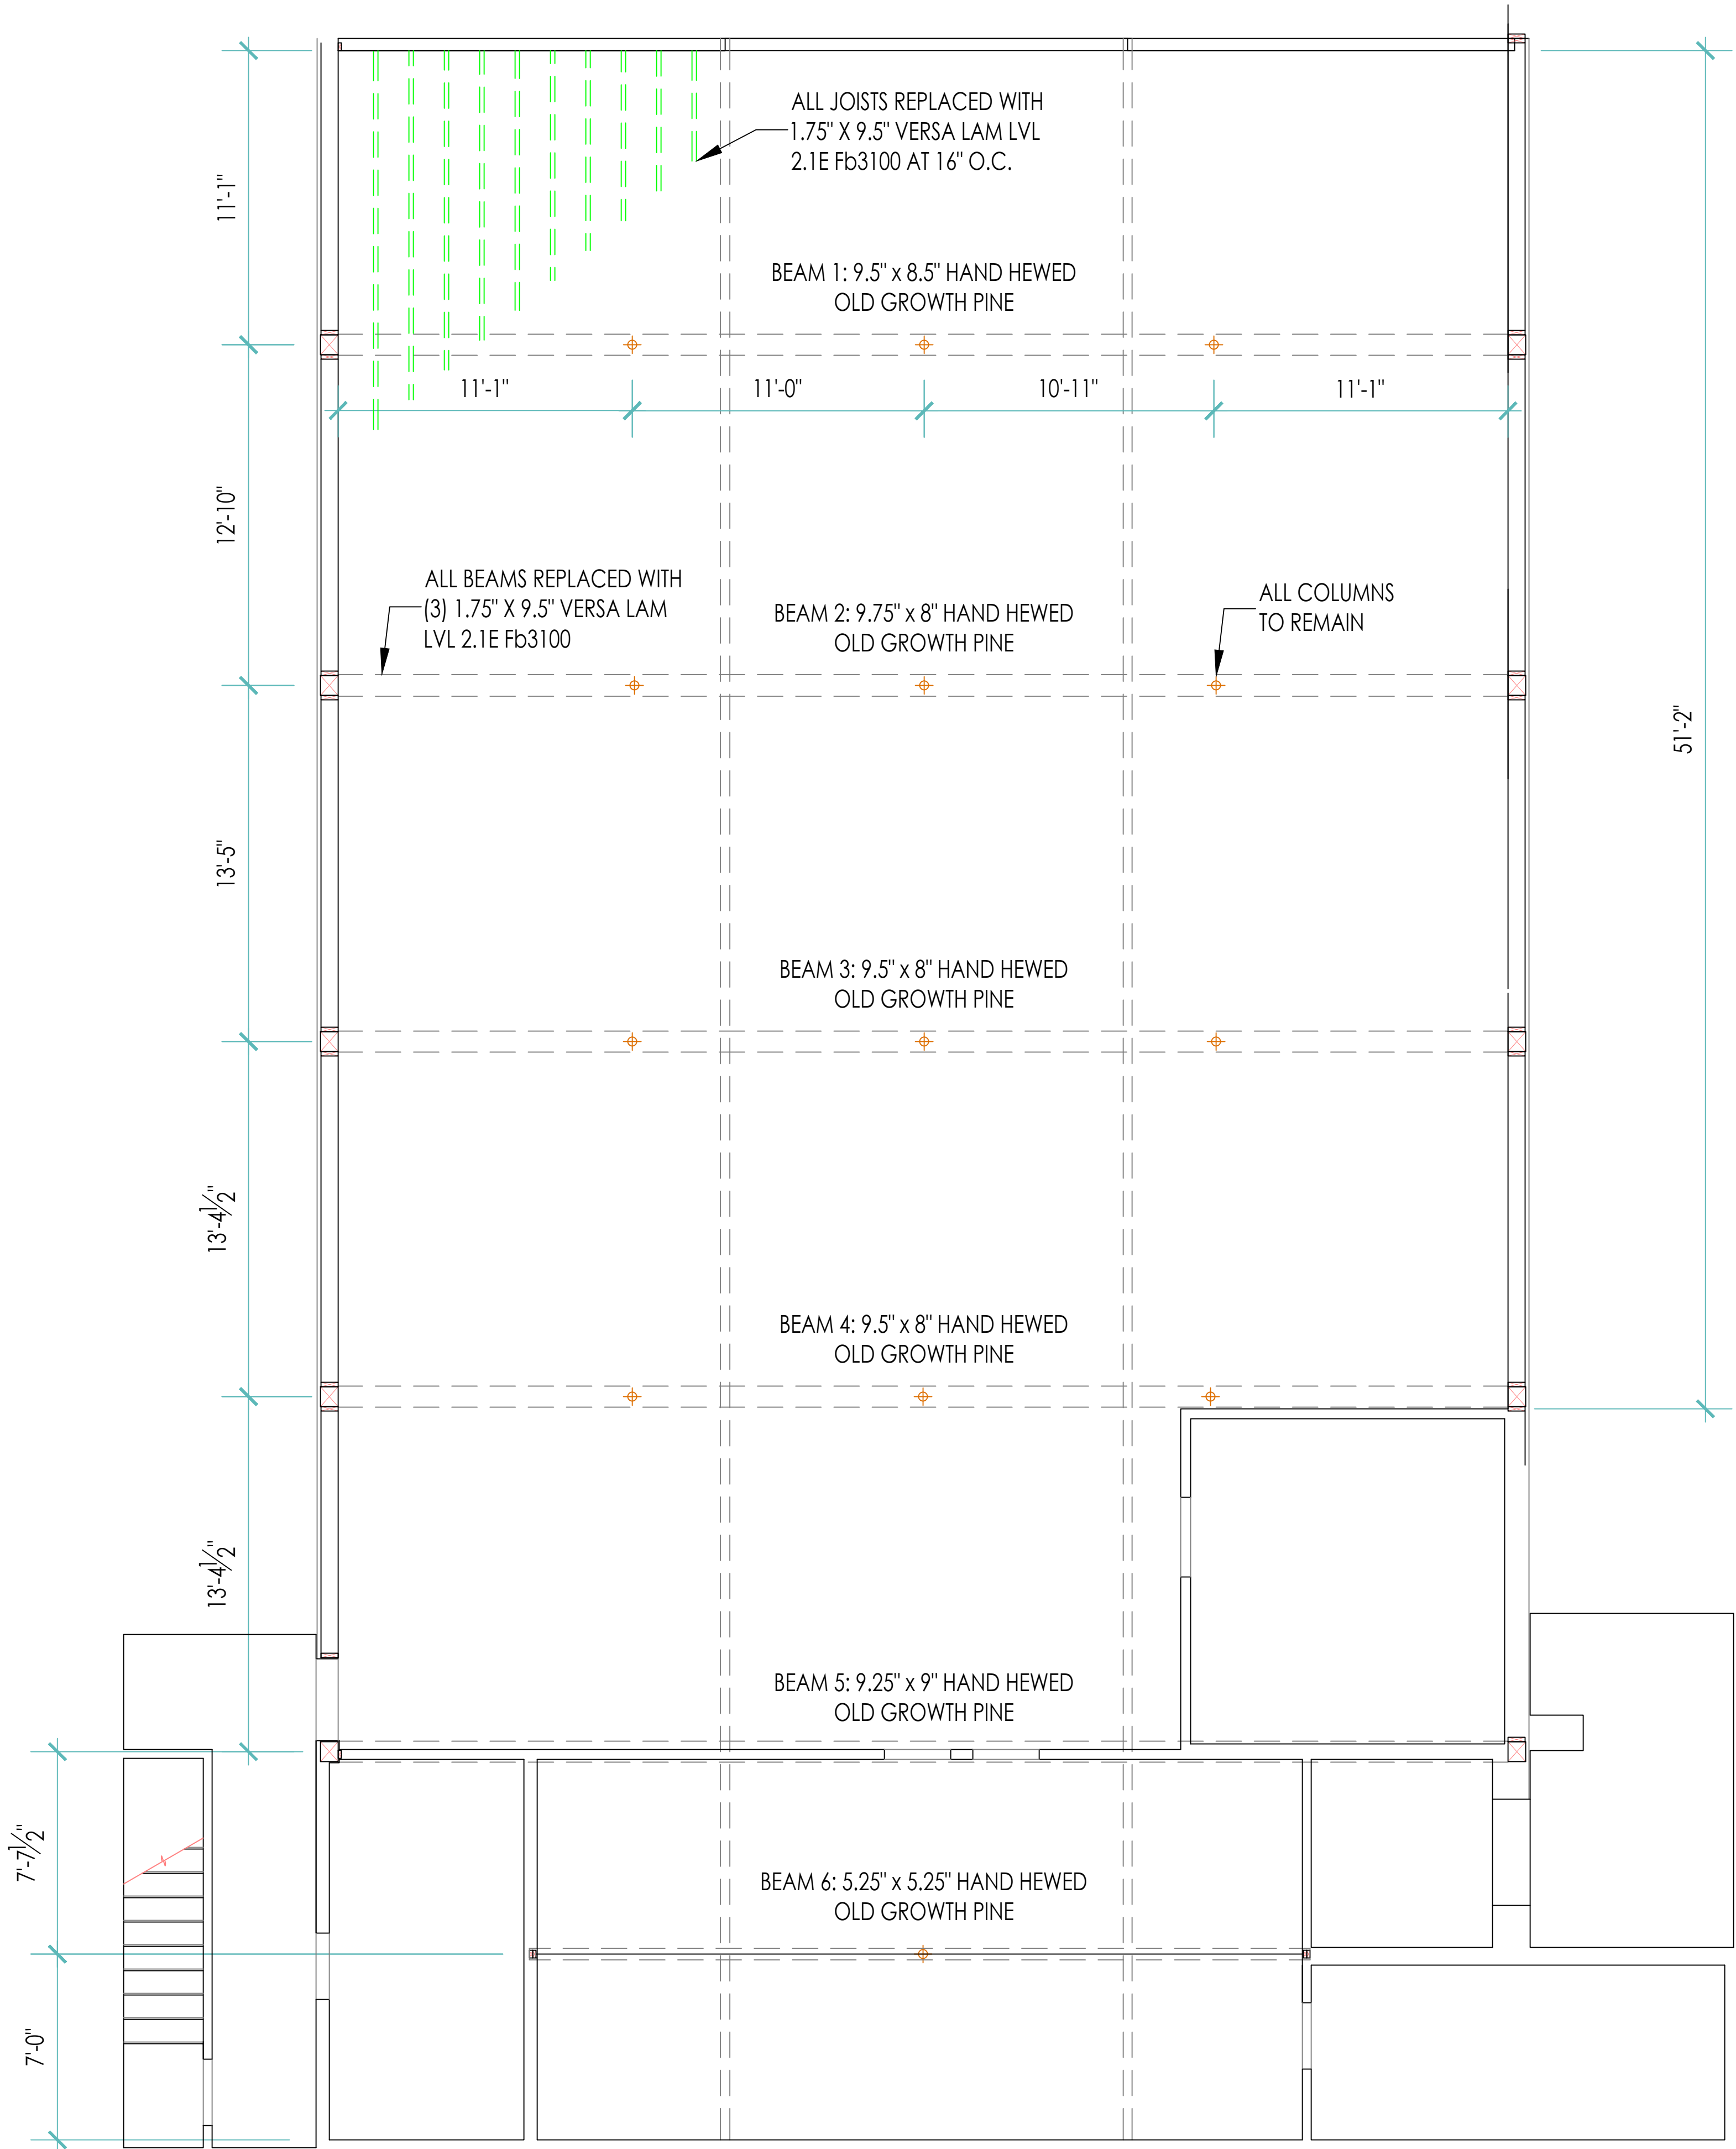 ALL JOISTS REPLACED WITH
1.75" X 9.5" VERSA LAM LVL
2.1E Fb3100 AT 16" O.C.
11'-1"
BEAM 1: 9.5" x 8.5" HAND HEWED
OLD GROWTH PINE
11'-1"
11'-0"
10'-11"
11'-1"
12'-10"
ALL BEAMS REPLACED WITH
(3) 1.75" X 9.5" VERSA LAM
LVL 2.1E Fb3100
BEAM 2: 9.75" x 8" HAND HEWED
OLD GROWTH PINE
ALL COLUMNS
TO REMAIN
51'-2"
13'-5"
BEAM 3: 9.5" x 8" HAND HEWED
OLD GROWTH PINE
13'-4 1/2"
BEAM 4: 9.5" x 8" HAND HEWED
OLD GROWTH PINE
13'-4 1/2"
BEAM 5: 9.25" x 9" HAND HEWED
OLD GROWTH PINE
7'-7 1/2"
BEAM 6: 5.25" x 5.25" HAND HEWED
OLD GROWTH PINE
7'-0"